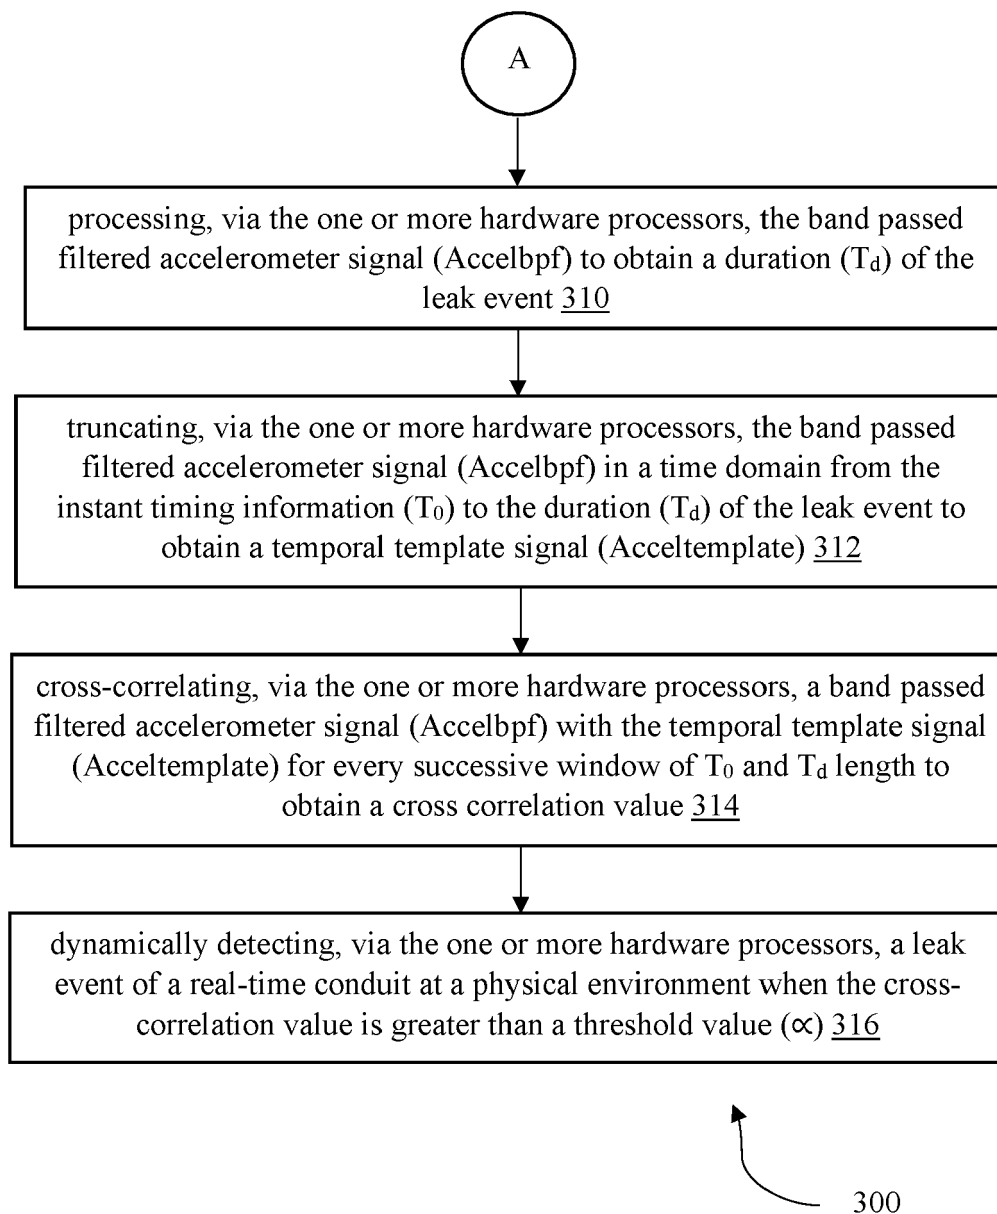 A
processing, via the one or more hardware processors, the band passed
filtered accelerometer signal (Accelbpf) to obtain a duration (Td) of the
leak event 310
truncating, via the one or more hardware processors, the band passed
filtered accelerometer signal (Accelbpf) in a time domain from the
instant timing information (T0) to the duration (Td) of the leak event to
obtain a temporal template signal (Acceltemplate) 312
cross-correlating, via the one or more hardware processors, a band passed
filtered accelerometer signal (Accelbpf) with the temporal template signal
(Acceltemplate) for every successive window of T0 and Td length to
obtain a cross correlation value 314
dynamically detecting, via the one or more hardware processors, a leak
event of a real-time conduit at a physical environment when the cross-
correlation value is greater than a threshold value (∝) 316
300